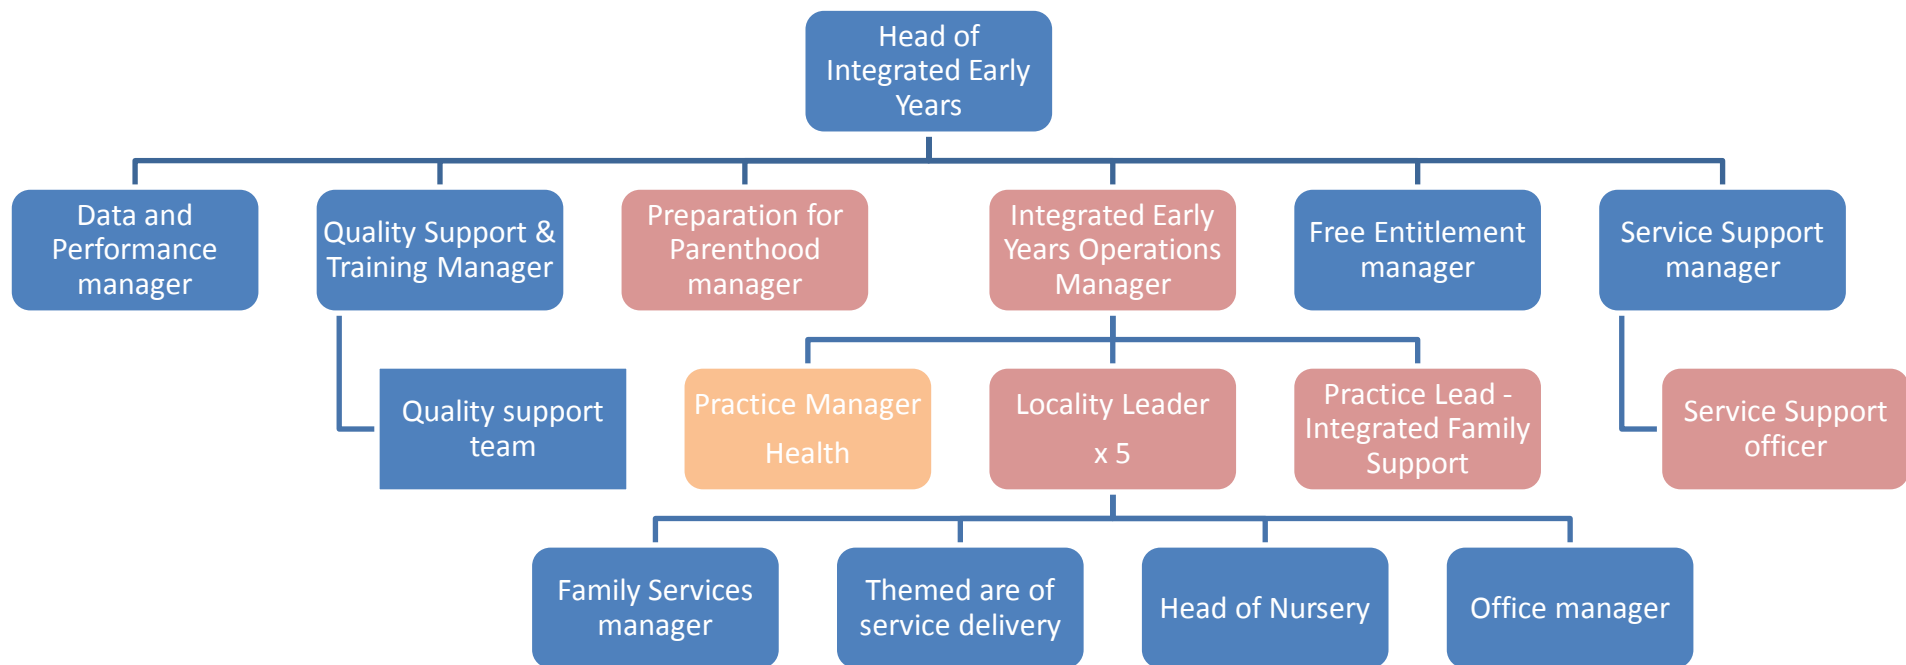 Head of
Integrated Early
Years
Data and
Performance
manager
Quality Support &
Training Manager
Preparation for
Parenthood
manager
Integrated Early
Years Operations
Manager
Free Entitlement
manager
Service Support
manager
Quality support
team
Practice Manager
Health
Locality Leader
x 5
Practice Lead -
Integrated Family
Support
Service Support
officer
Family Services
manager
Themed are of
service delivery
Head of Nursery
Office manager